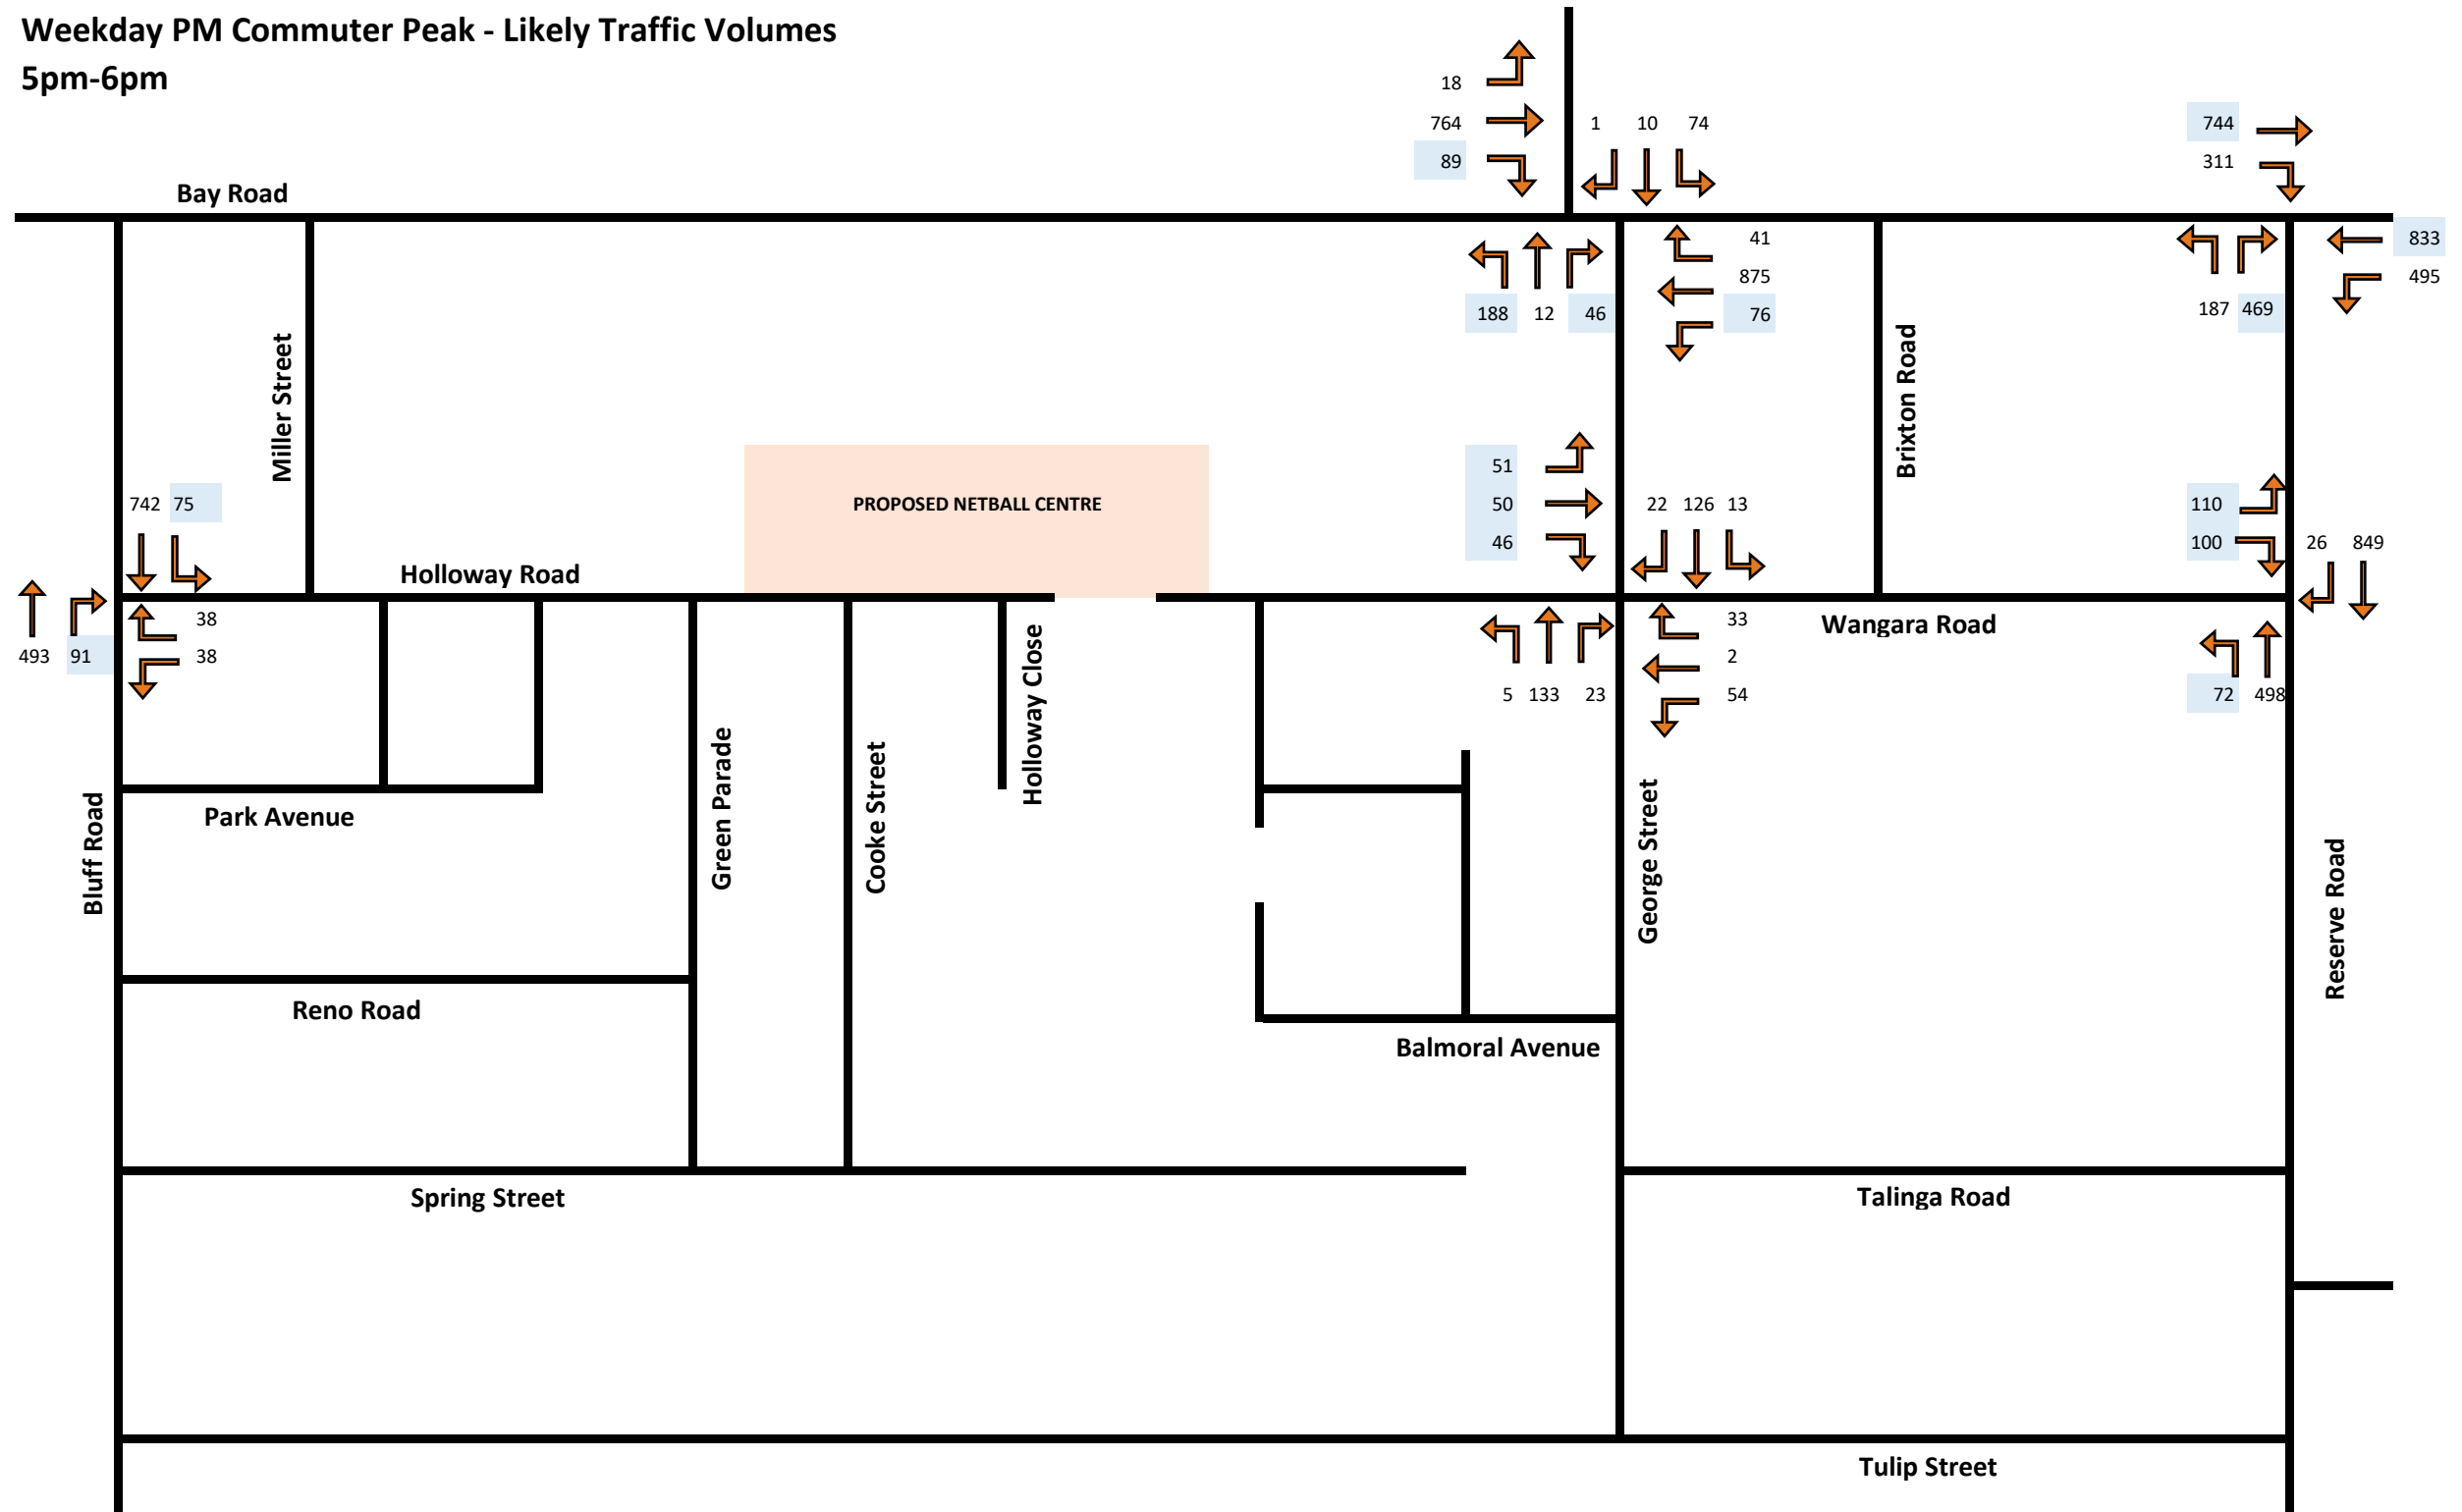 Weekday PM Commuter Peak - Likely Traffic Volumes
5pm-6pm
18
764
89
1 10 74
744
311
Bay Road
41
875
76
188 12 46
833
495
187 469
Miller Street
Brixton Road
51
50
46
PROPOSED NETBALL CENTRE
742 75
22 126 13
110
100
26 849
Holloway Road
493 91
38
38
5 133 23
33
2
54
Wangara Road
72 498
Holloway Close
Green Parade
Cooke Street
Park Avenue
Bluff Road
George Street
Reserve Road
Reno Road
Balmoral Avenue
Spring Street
Talinga Road
Tulip Street